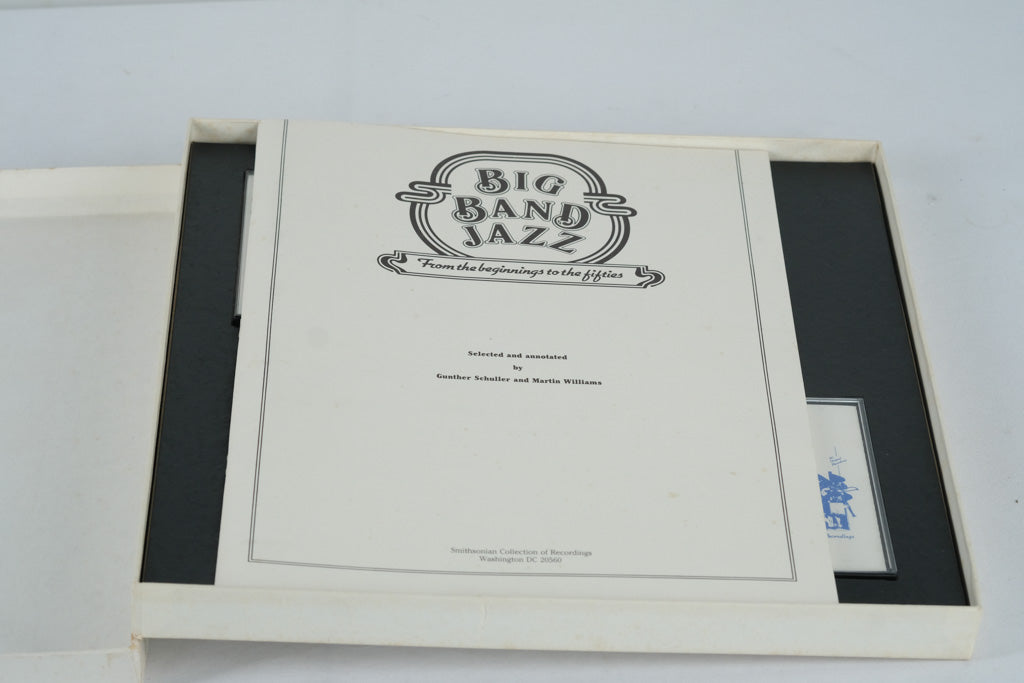 BIG
BAND
JAZZ
From the beginnings to the fifties
Selected and annotated
by
Gunther Schuller and Martin Williams
Smithsonian Collection of Recordings
Washington DC 20560